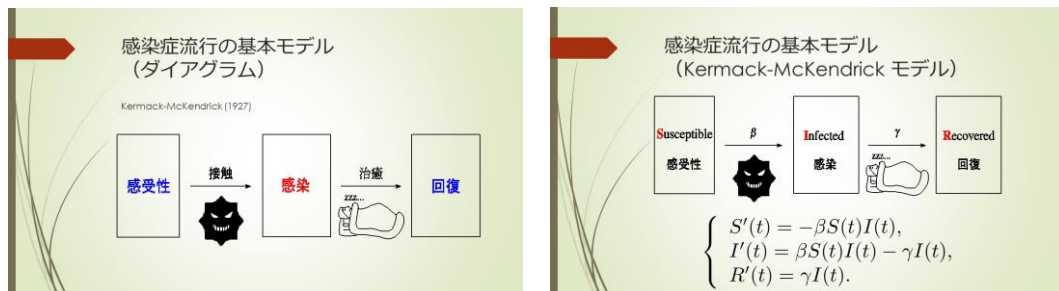 感染症流行の基本モデル
（ダイアグラム）
Kermack-McKendrick (1927)
感受性
接触
感染
治癒
回復
zzz...
感染症流行の基本モデル
（Kermack-McKendrick モデル）
Susceptible
感受性
β
Infected
感染
γ
zzz...
Recovered
回復
S′(t) = −βS(t)I(t),
I′(t) = βS(t)I(t) − γI(t),
R′(t) = γI(t).